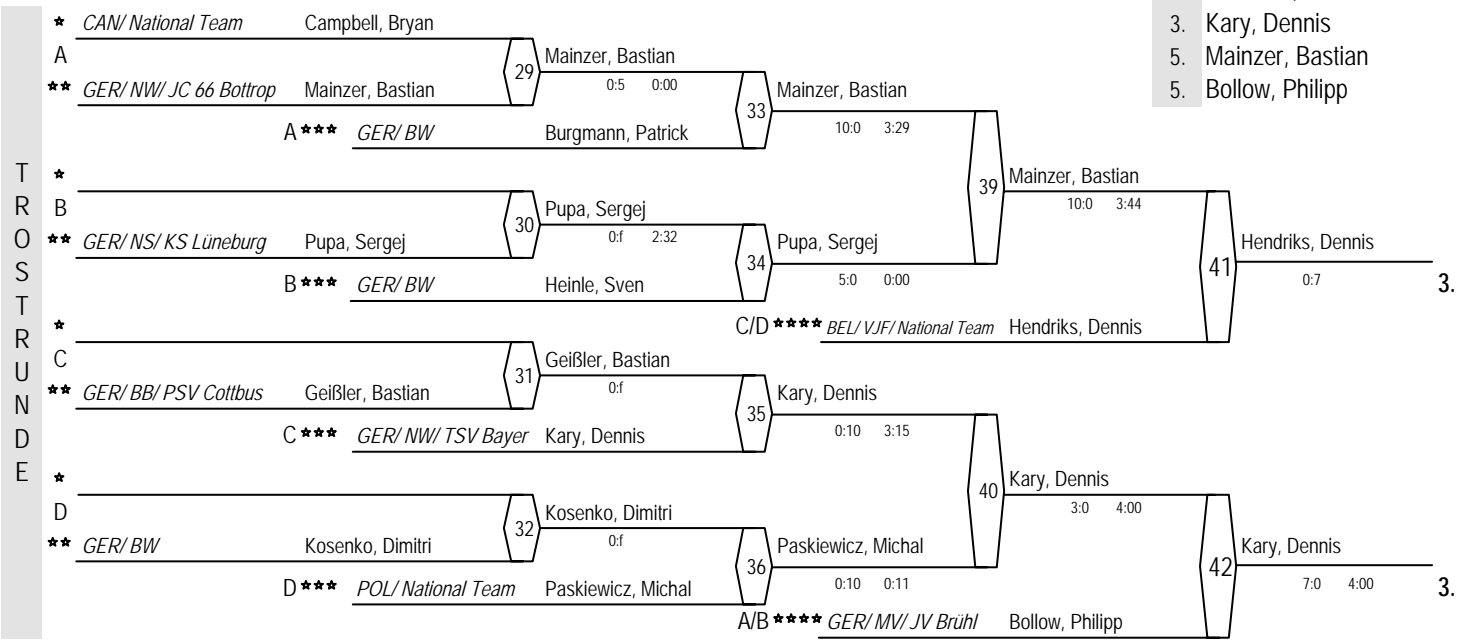 3. Kary, Dennis
5. Mainzer, Bastian
5. Bollow, Philipp
TROSTRUNDE
* CAN/ National Team Campbell, Bryan
A
** GER/ NW/ JC 66 Bottrop Mainzer, Bastian
29
Mainzer, Bastian
0:5 0:00
A *** GER/ BW Burgmann, Patrick
33
Mainzer, Bastian
10:0 3:29
*
B
** GER/ NS/ KS Lüneburg Pupa, Sergej
30
Pupa, Sergej
0:f 2:32
B *** GER/ BW Heinle, Sven
34
Pupa, Sergej
5:0 0:00
39
Mainzer, Bastian
10:0 3:44
C/D **** BEL/ VJF/ National Team Hendriks, Dennis
41
Hendriks, Dennis
0:7
3.
*
C
** GER/ BB/ PSV Cottbus Geißler, Bastian
31
Geißler, Bastian
0:f
C *** GER/ NW/ TSV Bayer Kary, Dennis
35
Kary, Dennis
0:10 3:15
*
D
** GER/ BW Kosenko, Dimitri
32
Kosenko, Dimitri
0:f
D *** POL/ National Team Paskiewicz, Michal
36
Paskiewicz, Michal
0:10 0:11
40
Kary, Dennis
3:0 4:00
A/B **** GER/ MV/ JV Brühl Bollow, Philipp
42
Kary, Dennis
7:0 4:00
3.